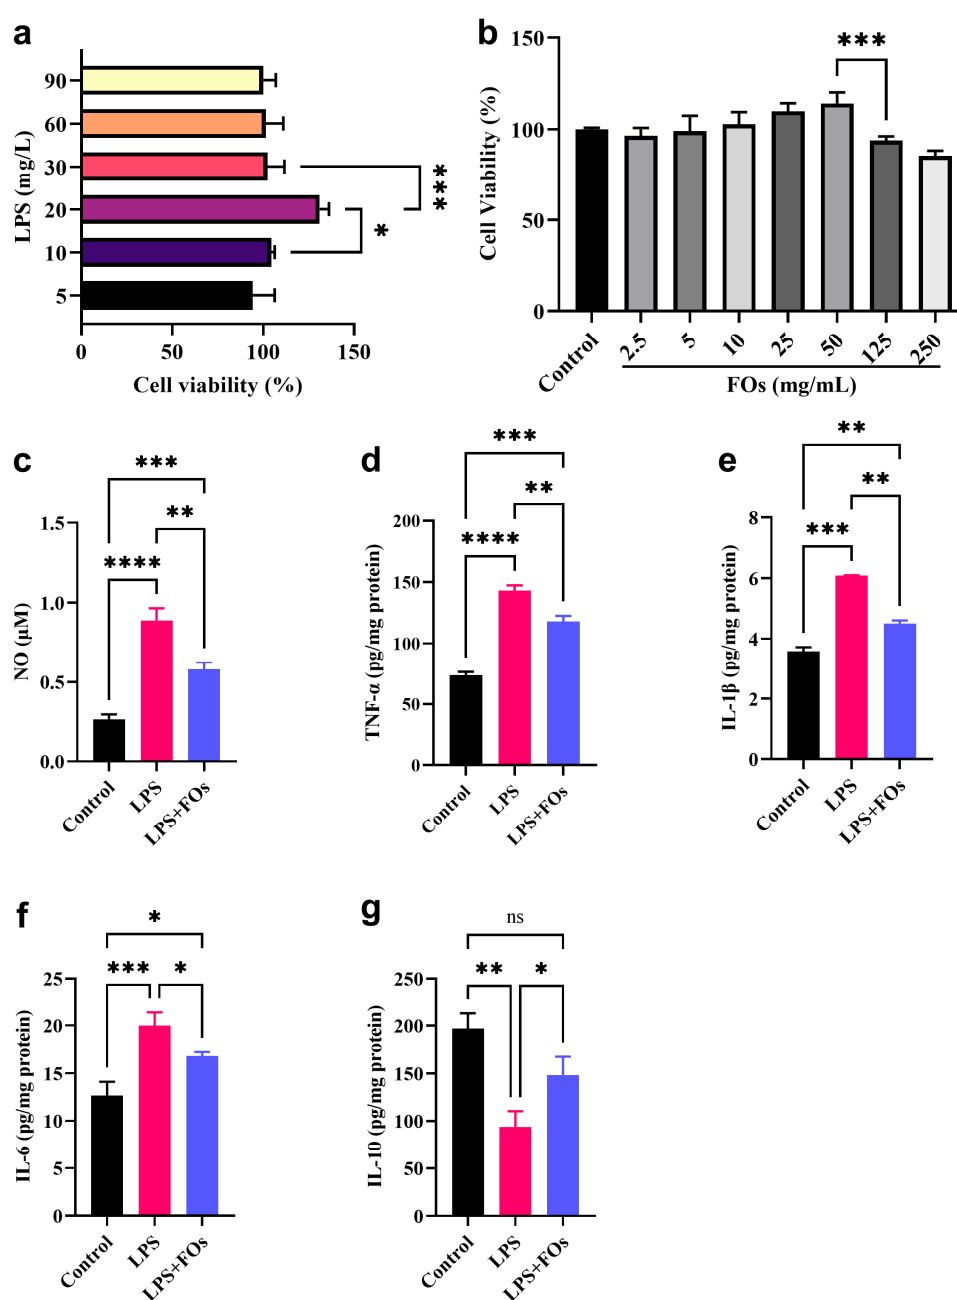 a
90
60
30
20
10
5
LPS (mg/L)
***
*
0 50 100 150
Cell viability (%)
b
150
100
50
0
Cell Viability (%)
***
Control 2.5 5 10 25 50 125 250
FOs (mg/mL)
c
***
**
****
1.5
1.0
0.5
0.0
NO (μM)
Control LPS LPS+FOs
d
***
**
****
200
150
100
50
0
TNF-α (pg/mg protein)
Control LPS LPS+FOs
e
**
**
***
8
6
4
2
0
IL-1β (pg/mg protein)
Control LPS LPS+FOs
f
*
*** *
25
20
15
10
5
0
IL-6 (pg/mg protein)
Control LPS LPS+FOs
g
ns
** *
250
200
150
100
50
0
IL-10 (pg/mg protein)
Control LPS LPS+FOs